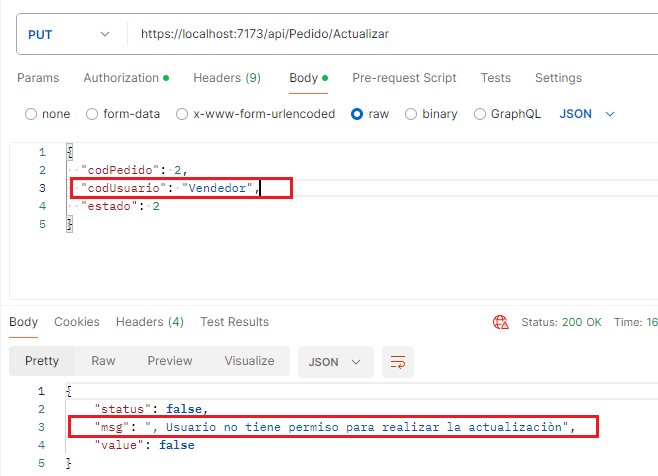 PUT https://localhost:7173/api/Pedido/Actualizar
Params Authorization Headers (9) Body Pre-request Script Tests Settings
none form-data x-www-form-urlencoded raw binary GraphQL JSON
1 {
2 "codPedido": 2,
3 "codUsuario": "Vendedor",
4 "estado": 2
5 }
Body Cookies Headers (4) Test Results Status: 200 OK Time: 16
Pretty Raw Preview Visualize JSON
1 {
2 "status": false,
3 "msg": ", Usuario no tiene permiso para realizar la actualizaciòn",
4 "value": false
5 }